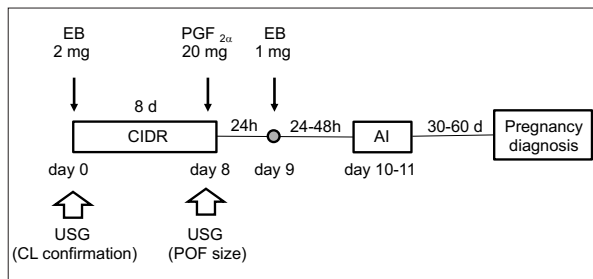 EB
2 mg
PGF 2α
20 mg
EB
1 mg
8 d
CIDR
24h
24-48h
AI
30-60 d
Pregnancy
diagnosis
day 0
day 8
day 9
day 10-11
USG
(CL confirmation)
USG
(POF size)